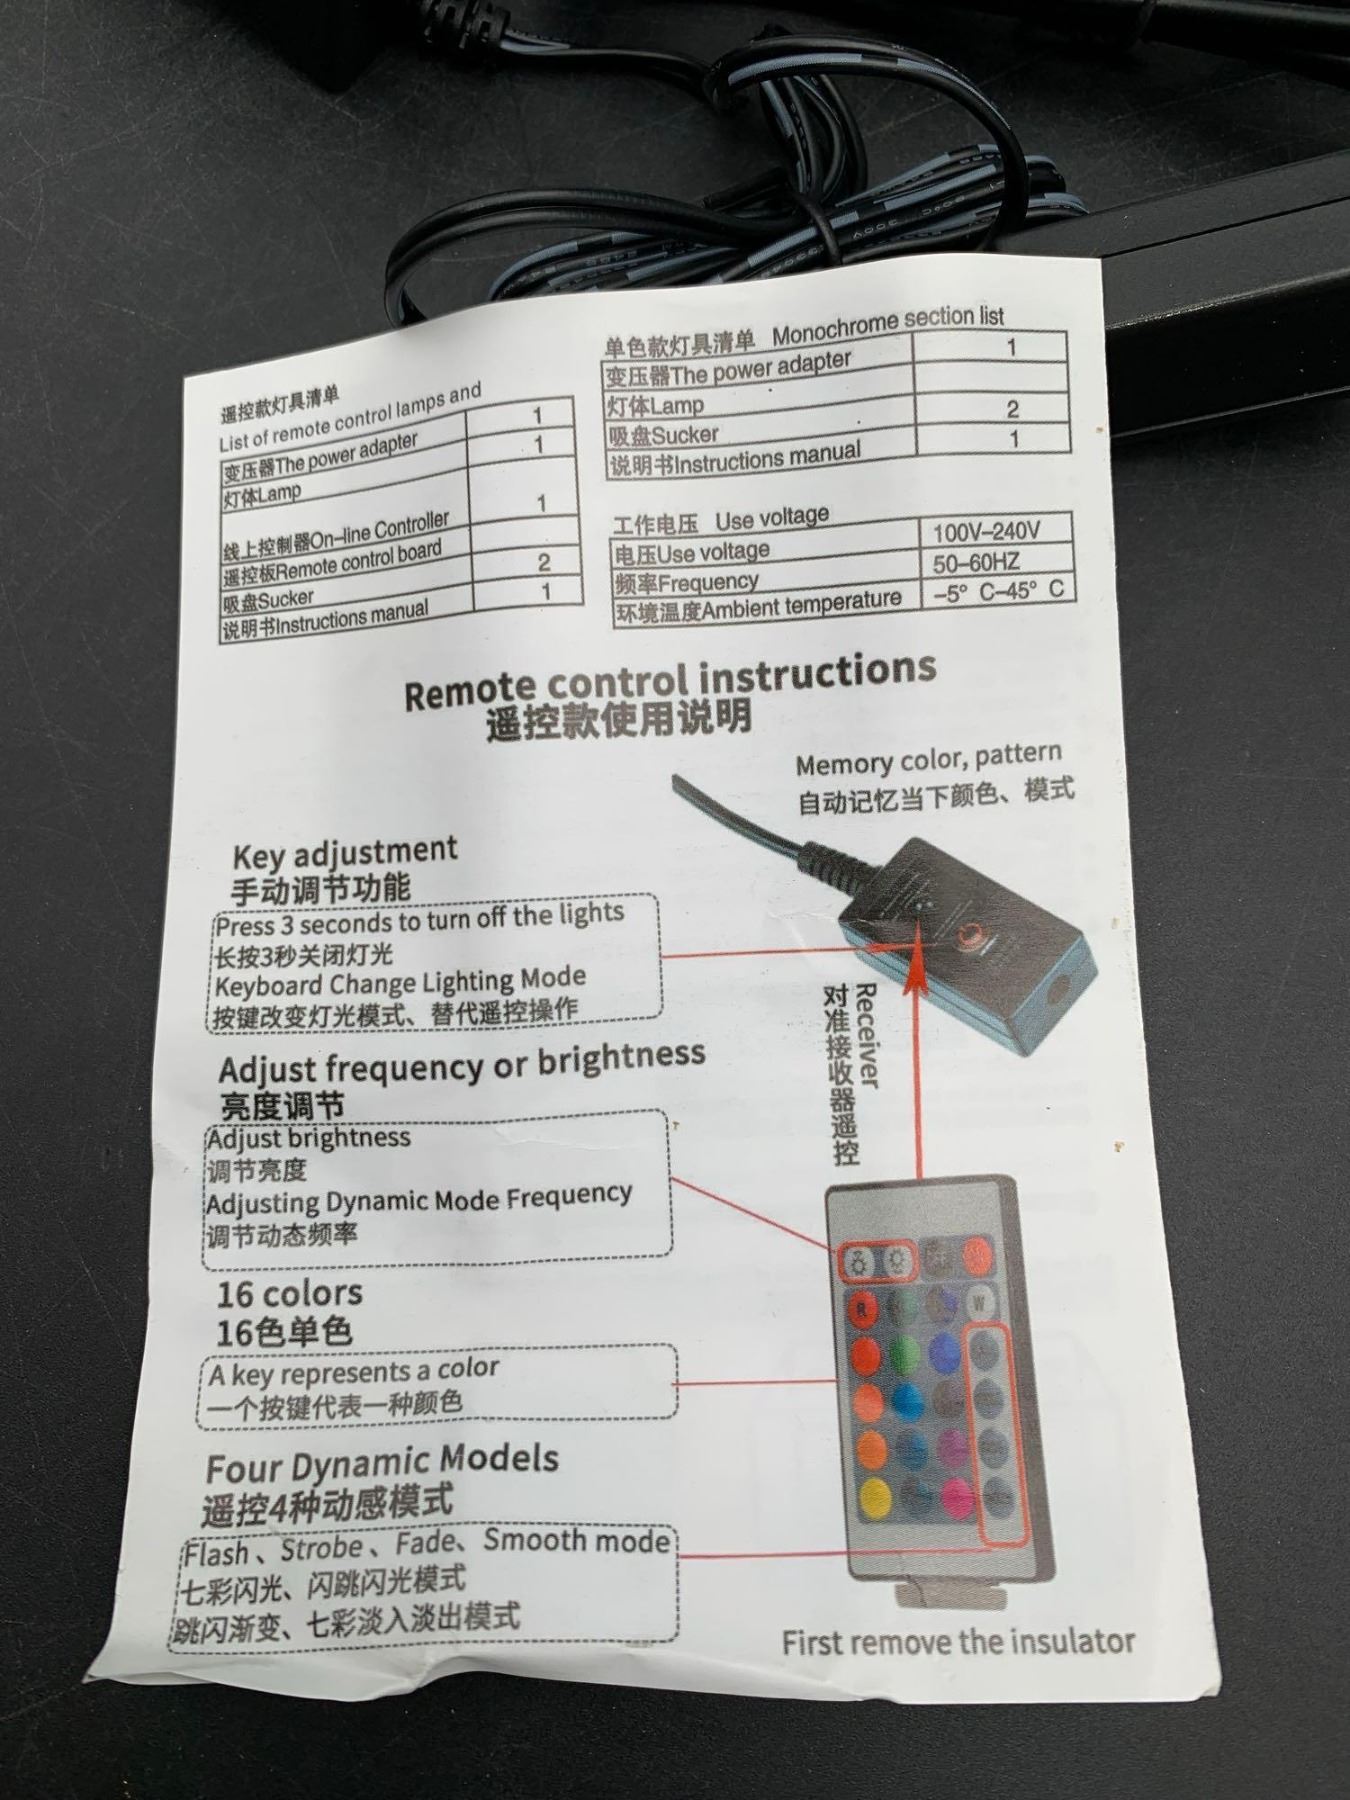 遥控款灯具清单
List of remote control lamps and
变压器The power adapter 1
灯体Lamp 1
线上控制器On-line Controller 1
遥控板Remote control board
吸盘Sucker 2
说明书Instructions manual 1
单色款灯具清单 Monochrome section list
变压器The power adapter 1
灯体Lamp
吸盘Sucker 2
说明书Instructions manual 1
工作电压 Use voltage
电压Use voltage 100V-240V
频率Frequency 50-60HZ
环境温度Ambient temperature -5° C-45° C
Remote control instructions
遥控款使用说明
Memory color, pattern
自动记忆当下颜色、模式
Key adjustment
手动调节功能
Press 3 seconds to turn off the lights
长按3秒关闭灯光
Keyboard Change Lighting Mode
按键改变灯光模式、替代遥控操作
Receiver
对准接收器遥控
Adjust frequency or brightness
亮度调节
Adjust brightness
调节亮度
Adjusting Dynamic Mode Frequency
调节动态频率
16 colors
16色单色
A key represents a color
一个按键代表一种颜色
Four Dynamic Models
遥控4种动感模式
Flash、Strobe、Fade、Smooth mode
七彩闪光、闪跳闪光模式
跳闪渐变、七彩淡入淡出模式
R
W
First remove the insulator